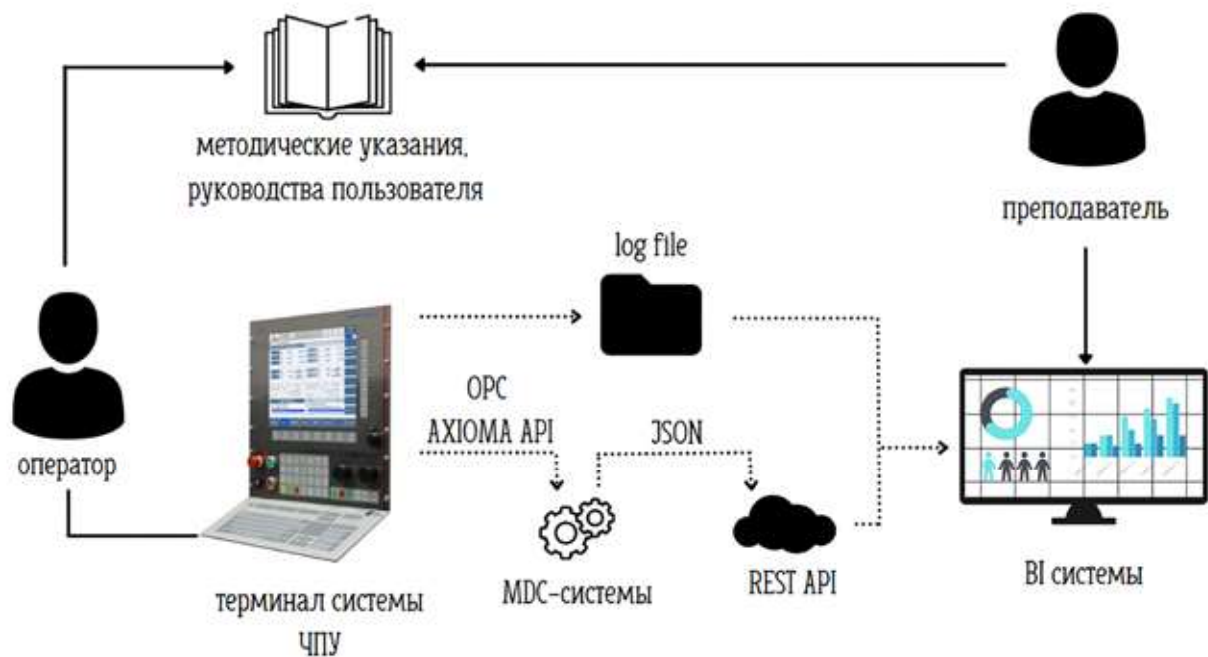 методические указания,
руководства пользователя
преподаватель
log file
OPC
AXIOMA API
JSON
оператор
MDC-системы
REST API
BI системы
терминал системы
ЧПУ